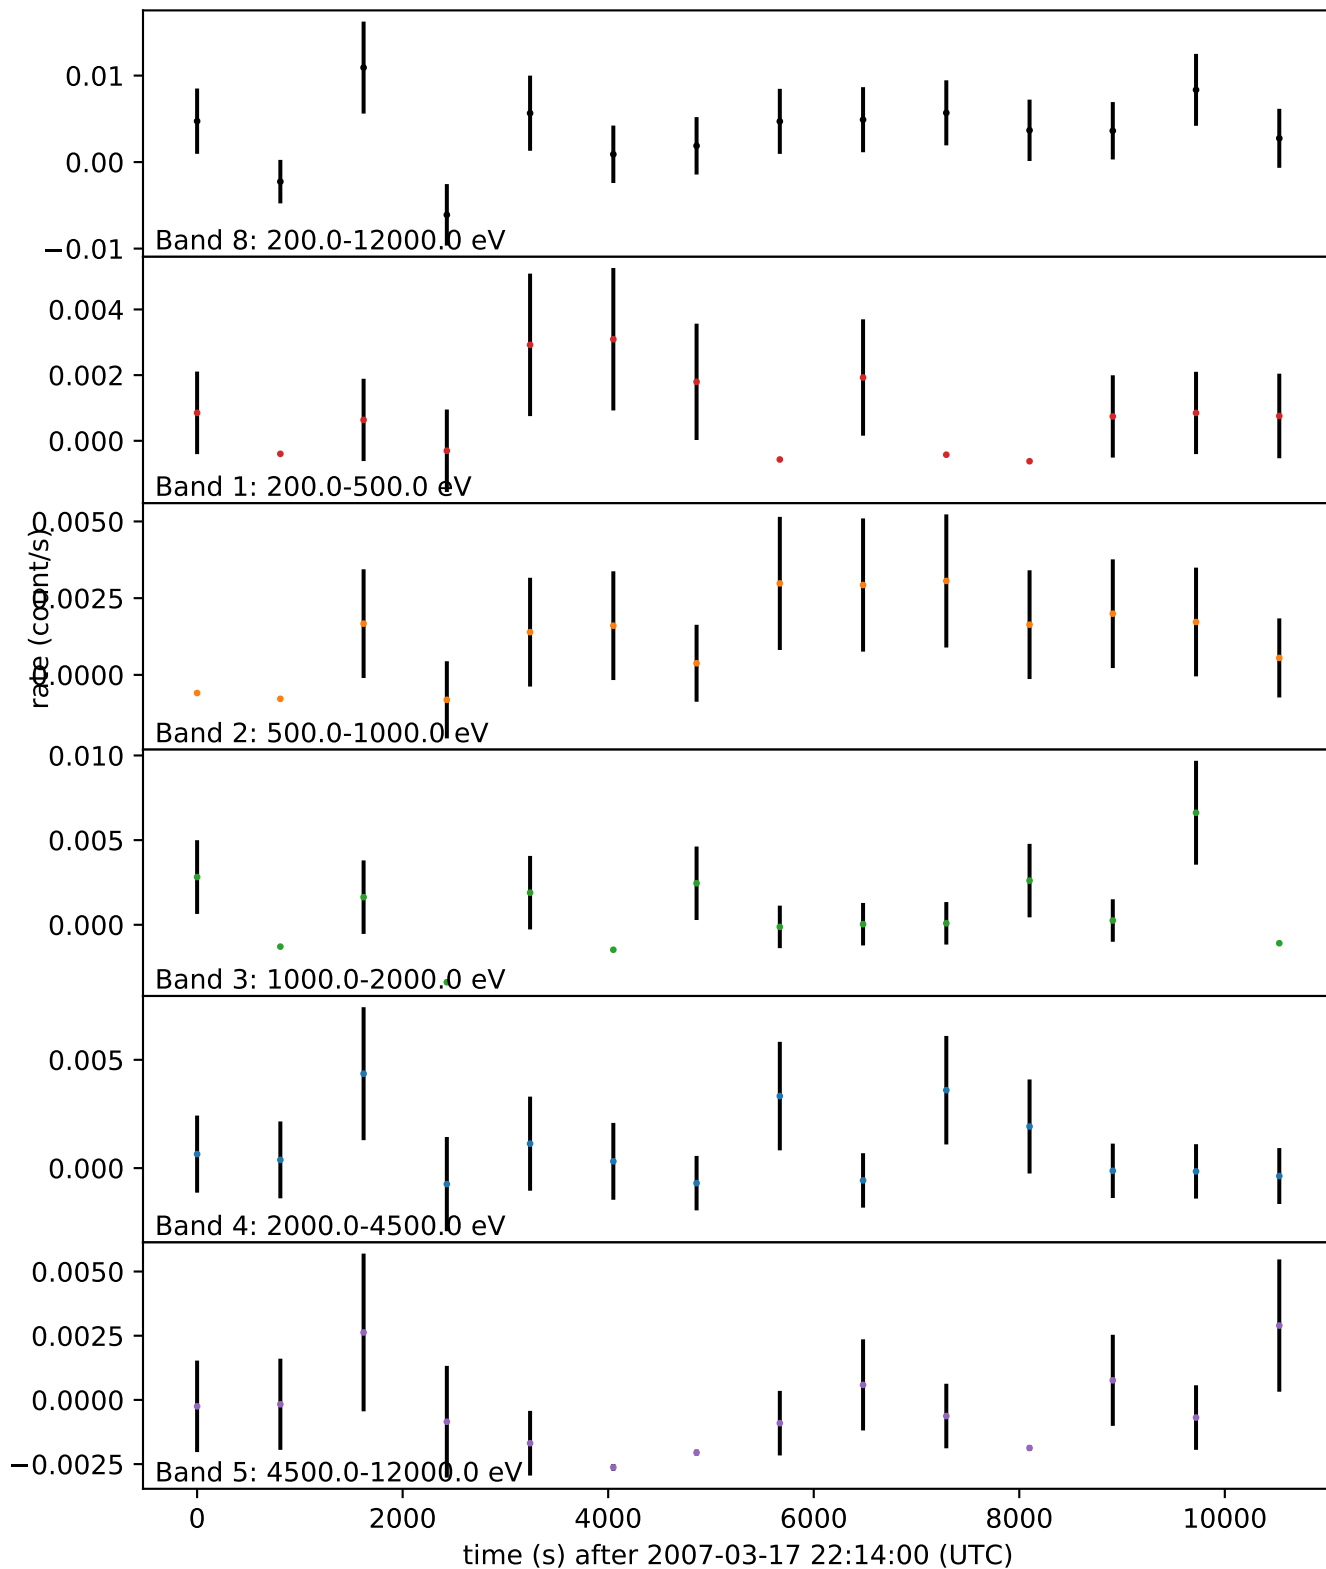 0.01
0.00
−0.01
Band 8: 200.0-12000.0 eV
0.004
0.002
0.000
Band 1: 200.0-500.0 eV
rate (cont/s)
0.0050
0.0025
0.0000
Band 2: 500.0-1000.0 eV
0.010
0.005
0.000
Band 3: 1000.0-2000.0 eV
0.005
0.000
Band 4: 2000.0-4500.0 eV
0.0050
0.0025
0.0000
−0.0025
Band 5: 4500.0-12000.0 eV
0 2000 4000 6000 8000 10000
time (s) after 2007-03-17 22:14:00 (UTC)